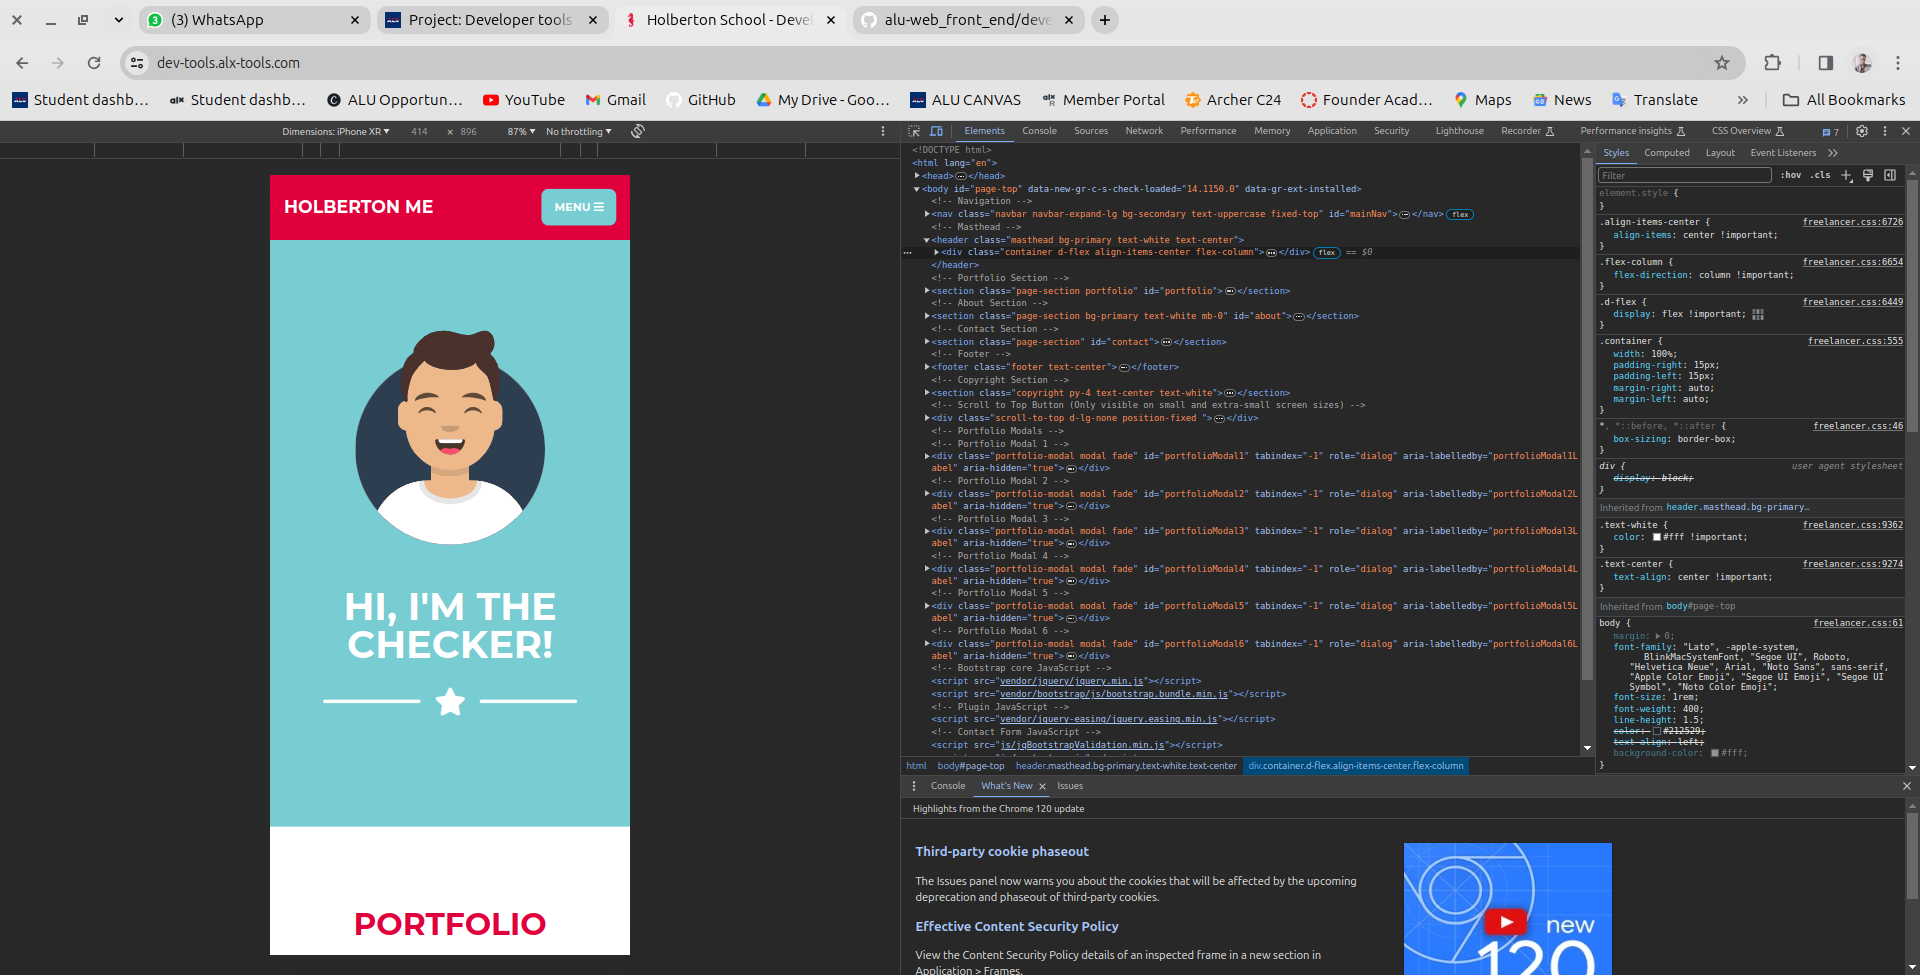 (3) WhatsApp
Project: Developer tools
Holberton School - Devel
alu-web_front_end/deve
dev-tools.alx-tools.com
Student dashb…
Student dashb…
ALU Opportun…
YouTube
Gmail
GitHub
My Drive - Goo…
ALU CANVAS
Member Portal
Archer C24
Founder Acad…
Maps
News
Translate
All Bookmarks
Dimensions: iPhone XR 414 × 896 87% No throttling
HOLBERTON ME
MENU
HI, I'M THE
CHECKER!
PORTFOLIO
Elements Console Sources Network Performance Memory Application Security Lighthouse Recorder Performance insights CSS Overview 7
<!DOCTYPE html>
<html lang="en">
<head>…</head>
<body id="page-top" data-new-gr-c-s-check-loaded="14.1150.0" data-gr-ext-installed>
<!-- Navigation -->
<nav class="navbar navbar-expand-lg bg-secondary text-uppercase fixed-top" id="mainNav">…</nav> flex
<!-- Masthead -->
<header class="masthead bg-primary text-white text-center">
<div class="container d-flex align-items-center flex-column">…</div> flex == $0
</header>
<!-- Portfolio Section -->
<section class="page-section portfolio" id="portfolio">…</section>
<!-- About Section -->
<section class="page-section bg-primary text-white mb-0" id="about">…</section>
<!-- Contact Section -->
<section class="page-section" id="contact">…</section>
<!-- Footer -->
<footer class="footer text-center">…</footer>
<!-- Copyright Section -->
<section class="copyright py-4 text-center text-white">…</section>
<!-- Scroll to Top Button (Only visible on small and extra-small screen sizes) -->
<div class="scroll-to-top d-lg-none position-fixed ">…</div>
<!-- Portfolio Modals -->
<!-- Portfolio Modal 1 -->
<div class="portfolio-modal modal fade" id="portfolioModal1" tabindex="-1" role="dialog" aria-labelledby="portfolioModal1L
abel" aria-hidden="true">…</div>
<!-- Portfolio Modal 2 -->
<div class="portfolio-modal modal fade" id="portfolioModal2" tabindex="-1" role="dialog" aria-labelledby="portfolioModal2L
abel" aria-hidden="true">…</div>
<!-- Portfolio Modal 3 -->
<div class="portfolio-modal modal fade" id="portfolioModal3" tabindex="-1" role="dialog" aria-labelledby="portfolioModal3L
abel" aria-hidden="true">…</div>
<!-- Portfolio Modal 4 -->
<div class="portfolio-modal modal fade" id="portfolioModal4" tabindex="-1" role="dialog" aria-labelledby="portfolioModal4L
abel" aria-hidden="true">…</div>
<!-- Portfolio Modal 5 -->
<div class="portfolio-modal modal fade" id="portfolioModal5" tabindex="-1" role="dialog" aria-labelledby="portfolioModal5L
abel" aria-hidden="true">…</div>
<!-- Portfolio Modal 6 -->
<div class="portfolio-modal modal fade" id="portfolioModal6" tabindex="-1" role="dialog" aria-labelledby="portfolioModal6L
abel" aria-hidden="true">…</div>
<!-- Bootstrap core JavaScript -->
<script src="vendor/jquery/jquery.min.js"></script>
<script src="vendor/bootstrap/js/bootstrap.bundle.min.js"></script>
<!-- Plugin JavaScript -->
<script src="vendor/jquery-easing/jquery.easing.min.js"></script>
<!-- Contact Form JavaScript -->
<script src="js/jqBootstrapValidation.min.js"></script>
html body#page-top header.masthead.bg-primary.text-white.text-center div.container.d-flex.align-items-center.flex-column
Styles Computed Layout Event Listeners
Filter :hov .cls
element.style {
}
.align-items-center { freelancer.css:6726
align-items: center !important;
}
.flex-column { freelancer.css:6654
flex-direction: column !important;
}
.d-flex { freelancer.css:6449
display: flex !important;
}
.container { freelancer.css:555
width: 100%;
padding-right: 15px;
padding-left: 15px;
margin-right: auto;
margin-left: auto;
}
*, *::before, *::after { freelancer.css:46
box-sizing: border-box;
}
div { user agent stylesheet
display: block;
}
Inherited from header.masthead.bg-primary…
.text-white { freelancer.css:9362
color: #fff !important;
}
.text-center { freelancer.css:9274
text-align: center !important;
}
Inherited from body#page-top
body { freelancer.css:61
margin: 0;
font-family: "Lato", -apple-system,
BlinkMacSystemFont, "Segoe UI", Roboto,
"Helvetica Neue", Arial, "Noto Sans", sans-serif,
"Apple Color Emoji", "Segoe UI Emoji", "Segoe UI
Symbol", "Noto Color Emoji";
font-size: 1rem;
font-weight: 400;
line-height: 1.5;
color: #212529;
text-align: left;
background-color: #fff;
}
Console What's New Issues
Highlights from the Chrome 120 update
Third-party cookie phaseout
The Issues panel now warns you about the cookies that will be affected by the upcoming
deprecation and phaseout of third-party cookies.
Effective Content Security Policy
View the Content Security Policy details of an inspected frame in a new section in
Application > Frames.
new
120